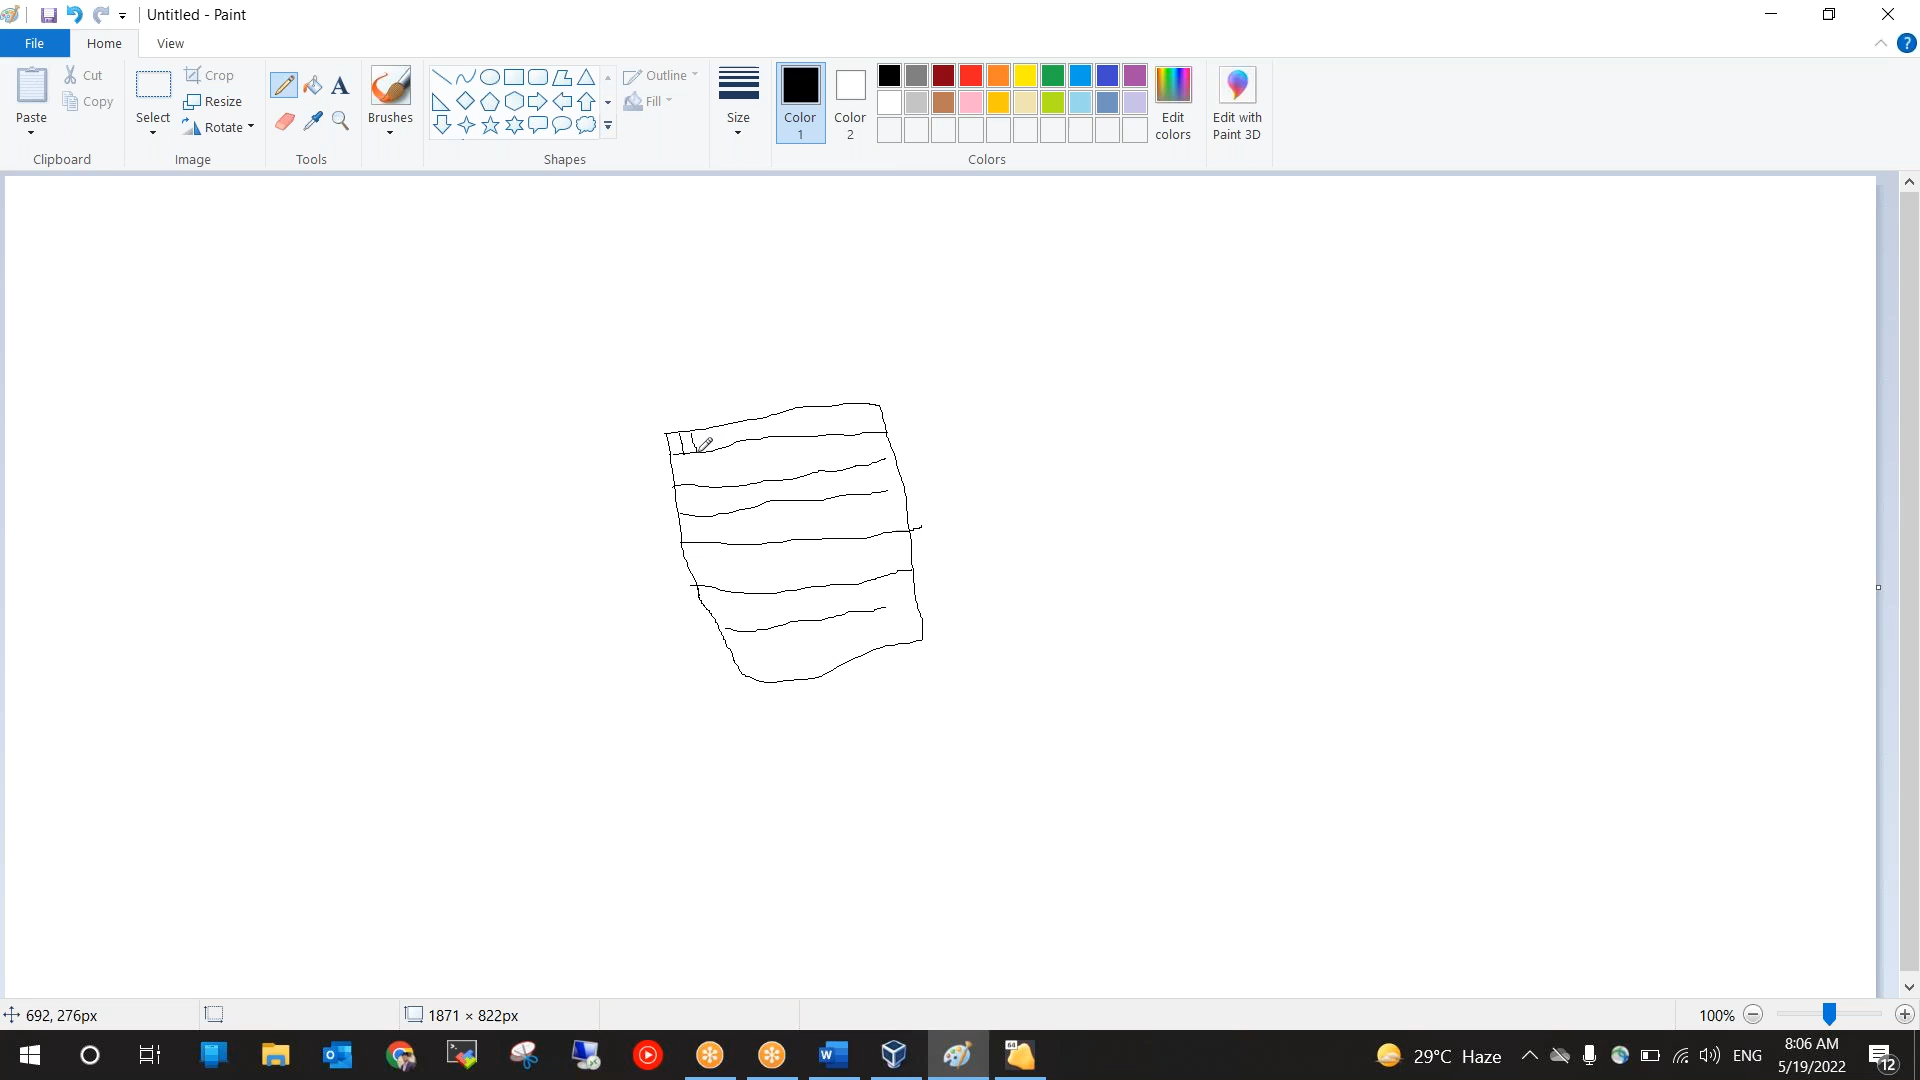 Untitled - Paint
File Home View
Paste
Cut
Copy
Clipboard
Select
Crop
Resize
Rotate
Image
Tools
Brushes
Outline
Fill
Shapes
Size
Color 1
Color 2
Edit colors
Colors
Edit with Paint 3D
692, 276px
1871 × 822px
100%
64
29°C Haze
ENG
8:06 AM
5/19/2022
12